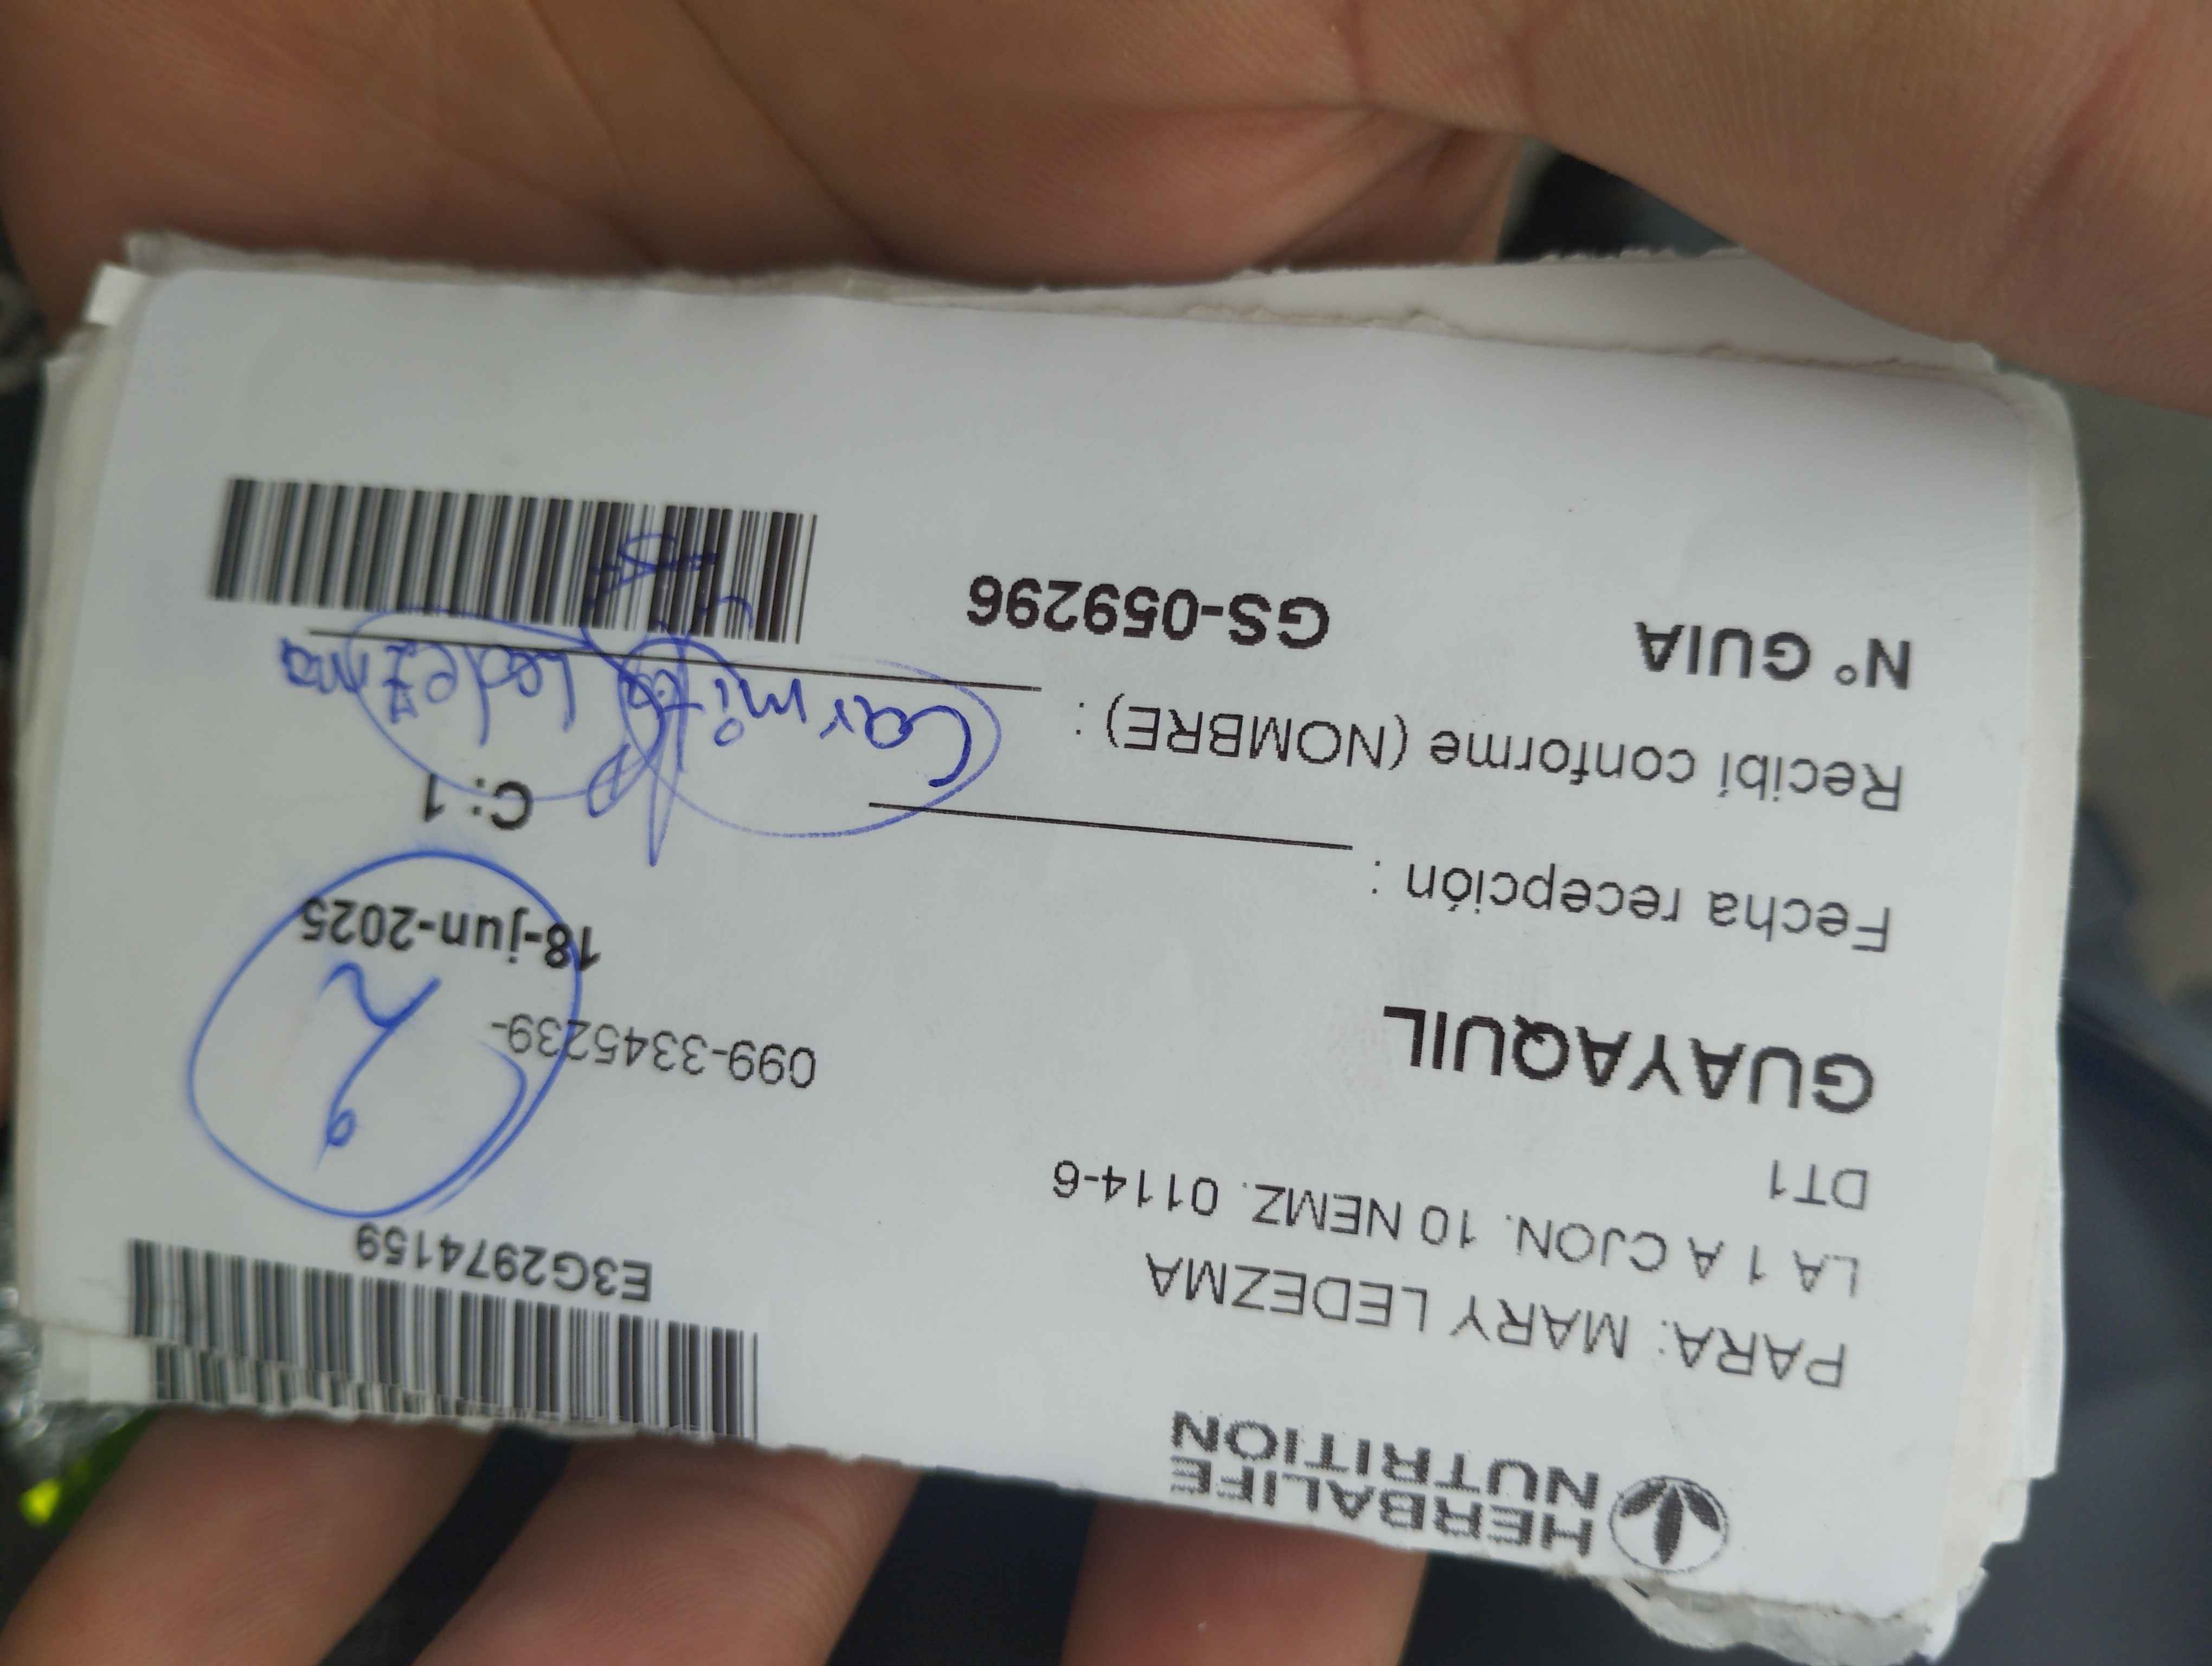 HERBALIFE
NUTRITION
E3G2974159
PARA: MARY LEDEZMA
LA 1 A CJON. 10 NEMZ. 0114-6
DT1
2
GUAYAQUIL
099-3345239-
18-jun-2025
Fecha recepción :
C: 1
Recibí conforme (NOMBRE) :
Carmita Ledezma
N° GUIA
GS-059296